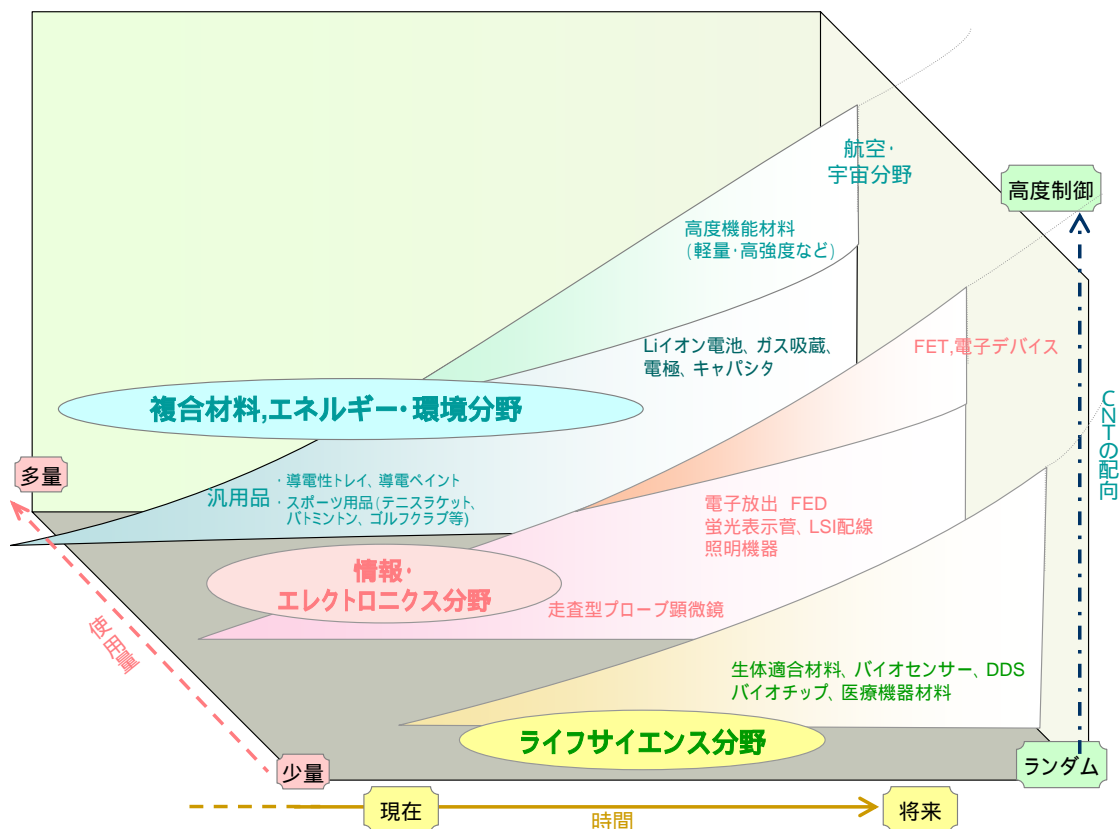 航空・
宇宙分野
高度制御
高度機能材料
(軽量・高強度など)
Liイオン電池、ガス吸蔵、
電極、キャパシタ
FET,電子デバイス
複合材料,エネルギー・環境分野
CNTの配向
多量
汎用品
・導電性トレイ、導電ペイント
・スポーツ用品(テニスラケット、
バトミントン、ゴルフクラブ等)
電子放出 FED
蛍光表示菅、LSI配線
照明機器
情報・
エレクトロニクス分野
走査型プローブ顕微鏡
使用量
生体適合材料、バイオセンサー、DDS
バイオチップ、医療機器材料
ライフサイエンス分野
少量
ランダム
現在
時間
将来